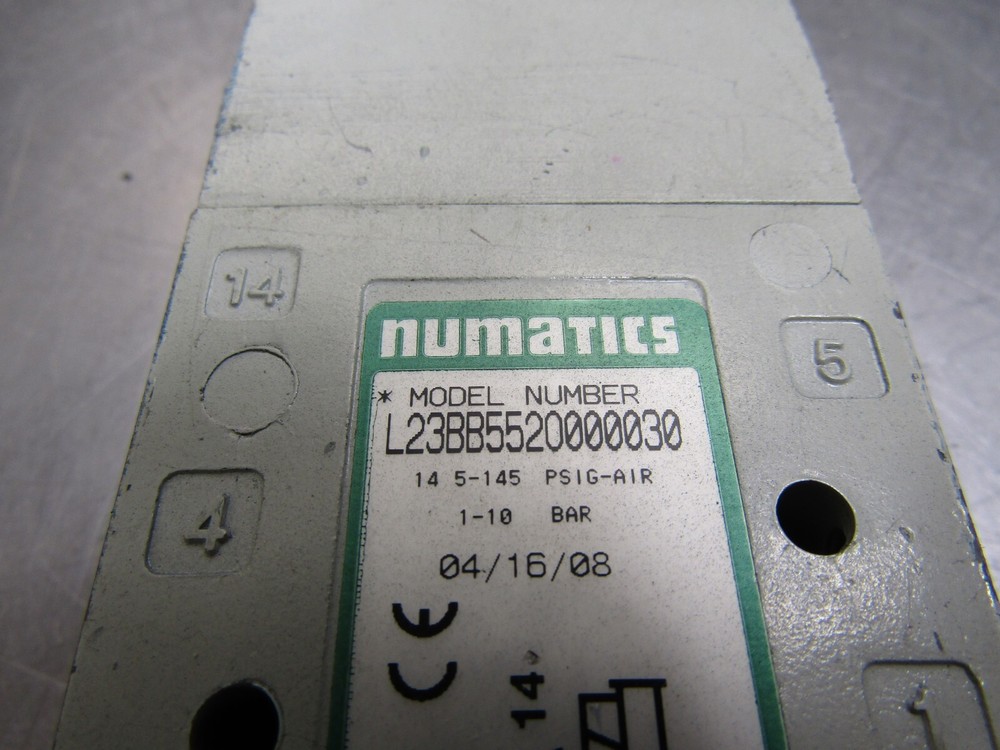 14
numatics
5
* MODEL NUMBER
L23BB5520000030
14 5-145 PSIG-AIR
4
1-10 BAR
04/16/08
CE
14
1